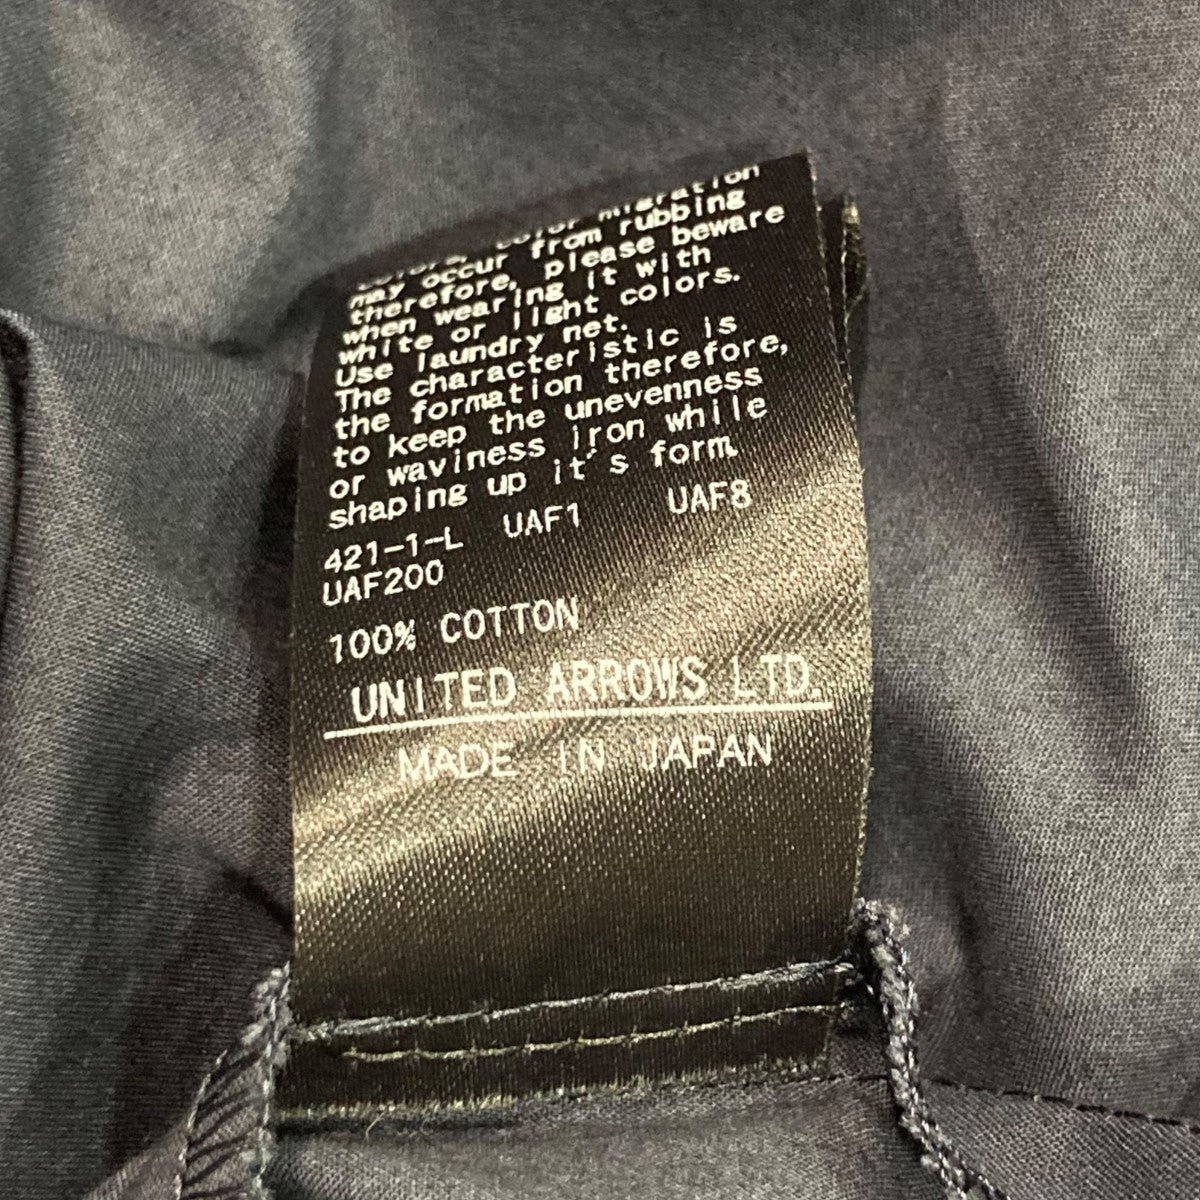 color migration
may occur from rubbing
therefore, please beware
when wearing it with
white or light colors.
Use laundry net.
The characteristic is
the formation therefore,
to keep the unevenness
or waviness iron while
shaping up it's form.
421-1-L UAF1 UAF8
UAF200
100% COTTON
UNITED ARROWS LTD.
MADE IN JAPAN